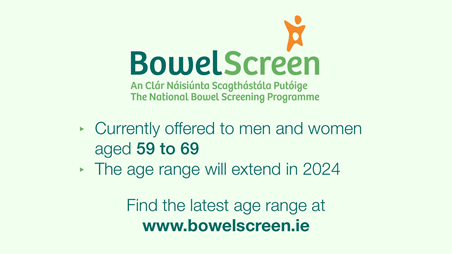 BowelScreen
An Clár Náisiúnta Scagthástála Putóige
The National Bowel Screening Programme
‣ Currently offered to men and women
aged 59 to 69
‣ The age range will extend in 2024
Find the latest age range at
www.bowelscreen.ie